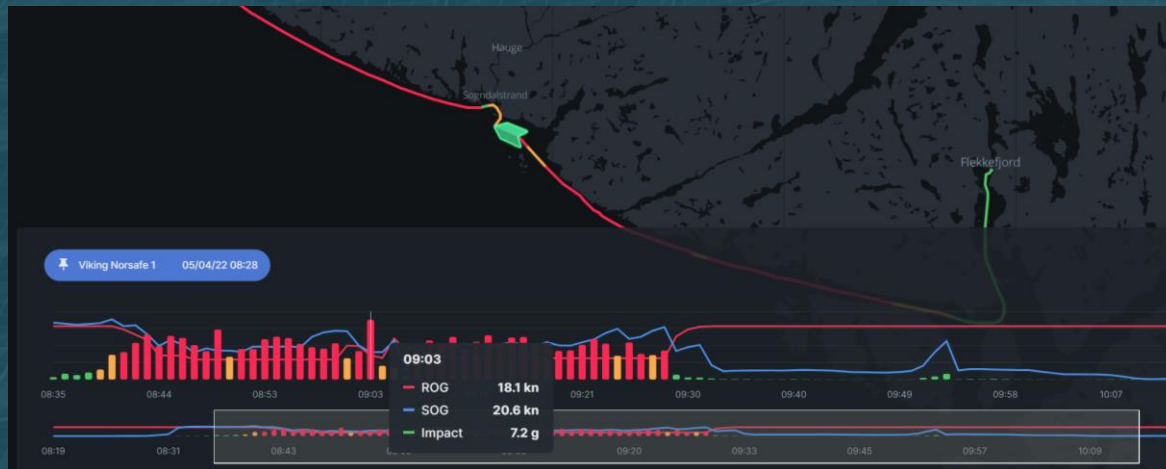 Hauge
Sogndalstrand
Flekkefjord
Viking Norsafe 1 05/04/22 08:28
09:03
ROG 18.1 kn
SOG 20.6 kn
Impact 7.2 g
08:35 08:44 08:53 09:03 09:21 09:30 09:40 09:49 09:58 10:07
08:19 08:31 08:43 09:20 09:33 09:45 09:57 10:09